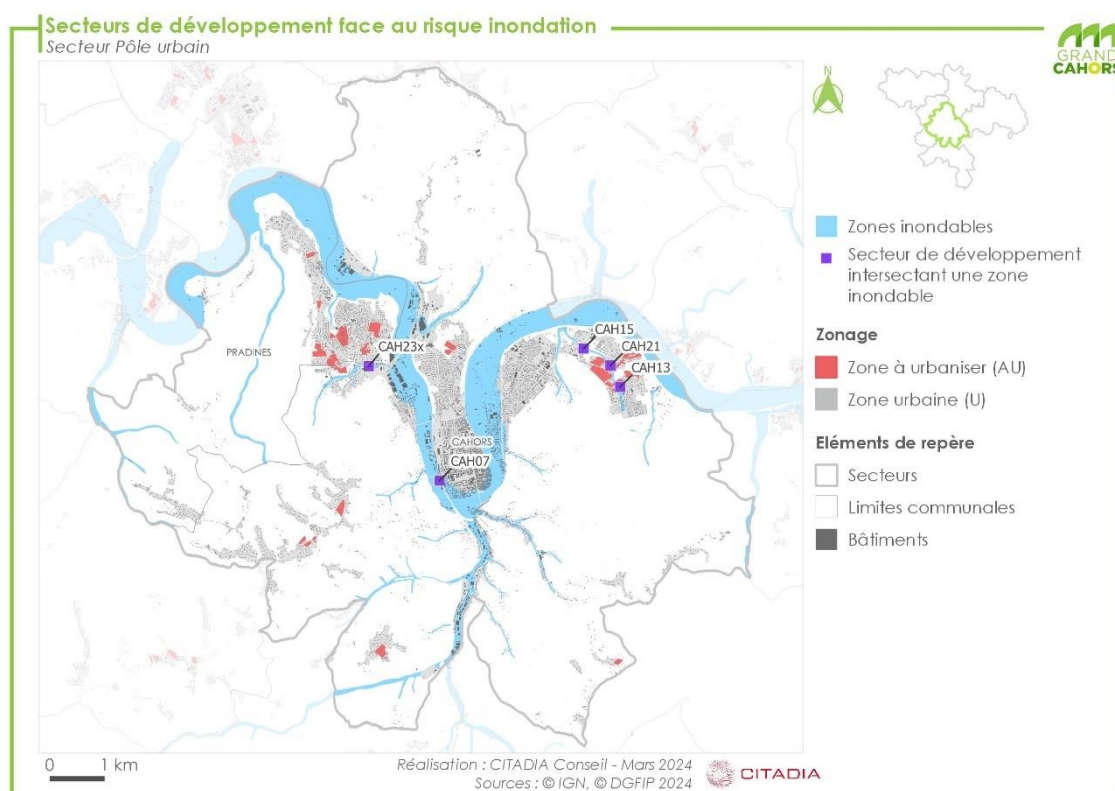 Secteurs de développement face au risque inondation
Secteur Pôle urbain
GRAND
CAHORS
N
Zones inondables
Secteur de développement
intersectant une zone
inondable
Zonage
Zone à urbaniser (AU)
Zone urbaine (U)
Eléments de repère
Secteurs
Limites communales
Bâtiments
PRADINES
CAH23x
CAH15
CAH21
CAH13
CAHORS
CAH07
0 1 km
Réalisation : CITADIA Conseil - Mars 2024
Sources : © IGN, © DGFIP 2024
CITADIA